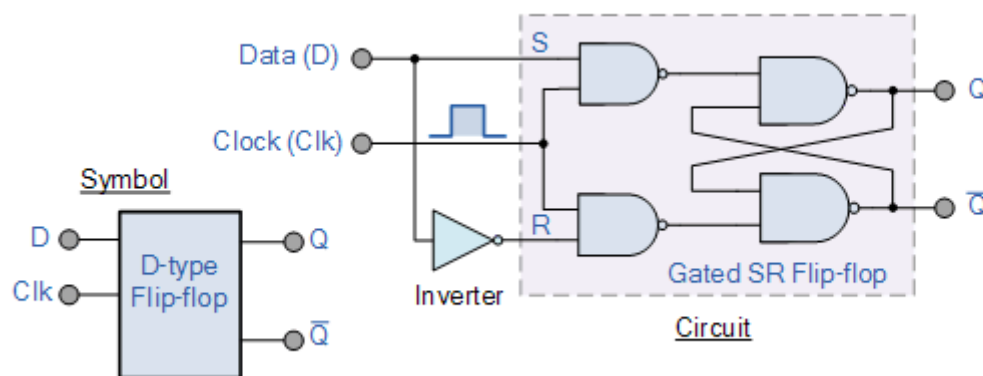 Data (D)
S
Q
Clock (Clk)
Symbol
R
Q̅
D
Q
D-type
Flip-flop
Clk
Inverter
Gated SR Flip-flop
Q̅
Circuit